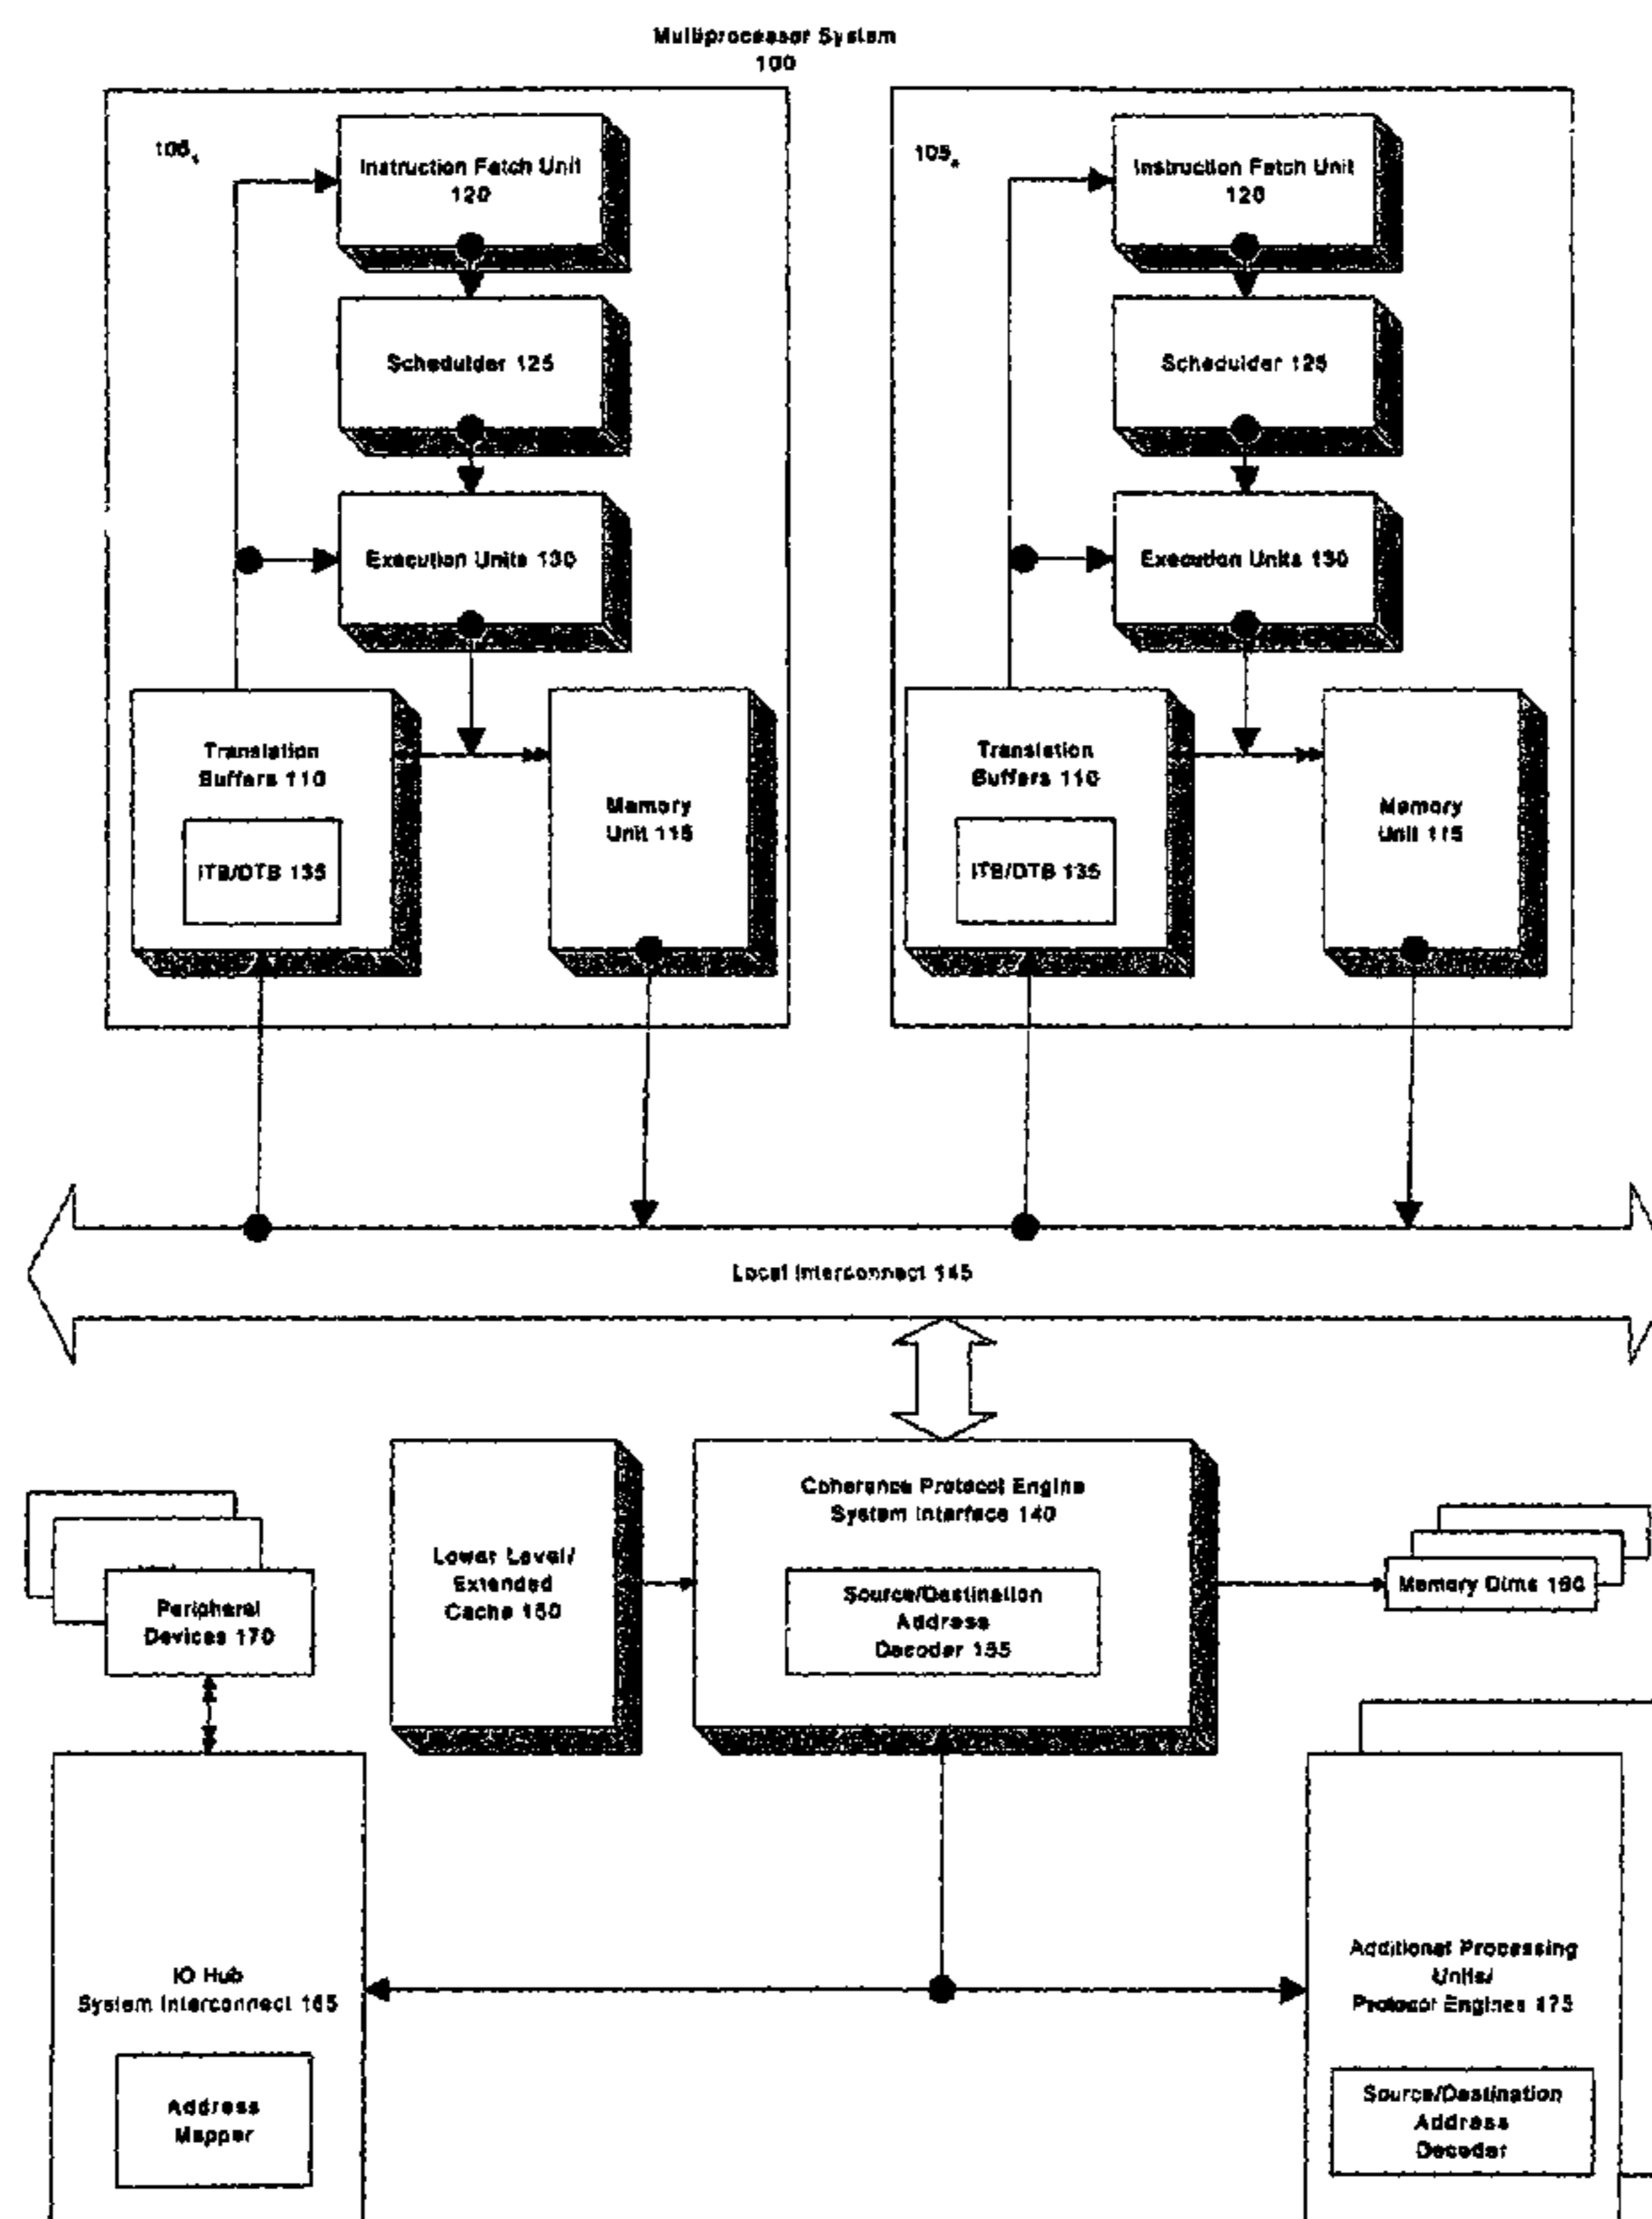 Multiprocessor System
100
105
Instruction Fetch Unit
120
Schedulder 125
Execution Units 130
Translation
Buffers 110
ITB/DTB 135
Memory
Unit 115
105
Instruction Fetch Unit
120
Schedulder 125
Execution Units 130
Translation
Buffers 110
ITB/DTB 135
Memory
Unit 115
Local Interconnect 145
Peripheral
Devices 170
Lower Level/
Extended
Cache 150
Coherence Protocol Engine
System Interface 140
Source/Destination
Address
Decoder 155
Memory Dims 160
IO Hub
System Interconnect 165
Address
Mapper
Additional Processing
Units/
Protocol Engines 175
Source/Destination
Address
Decoder